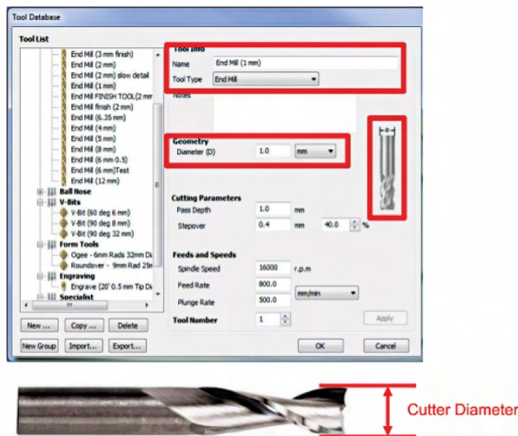 Tool Database
Tool List
End Mill (3 mm finish)
End Mill (2 mm)
End Mill (2 mm) slow detail
End Mill (1 mm)
End Mill FINISH TOOL(2 mm
End Mill finish (2 mm)
End Mill (6.35 mm)
End Mill (4 mm)
End Mill (5 mm)
End Mill (8 mm)
End Mill (6 mm 0.5)
End Mill (6 mm)Test
End Mill (12 mm)
Ball Nose
V-Bits
V-Bit (60 deg 6 mm)
V-Bit (90 deg 8 mm)
V-Bit (90 deg 32 mm)
Form Tools
Ogee - 6mm Rads 32mm Di
Roundover - 9mm Rad 25m
Engraving
Engrave (20° 0.5 mm Tip Di
Specialist
New ... Copy ... Delete
New Group Import... Export...
Tool Info
Name End Mill (1 mm)
Tool Type End Mill
Notes
Geometry
Diameter (D) 1.0 mm
D
Cutting Parameters
Pass Depth 1.0 mm
Stepover 0.4 mm 40.0 %
Feeds and Speeds
Spindle Speed 16000 r.p.m
Feed Rate 800.0
mm/min
Plunge Rate 500.0
Tool Number 1 Apply
OK Cancel
Cutter Diameter